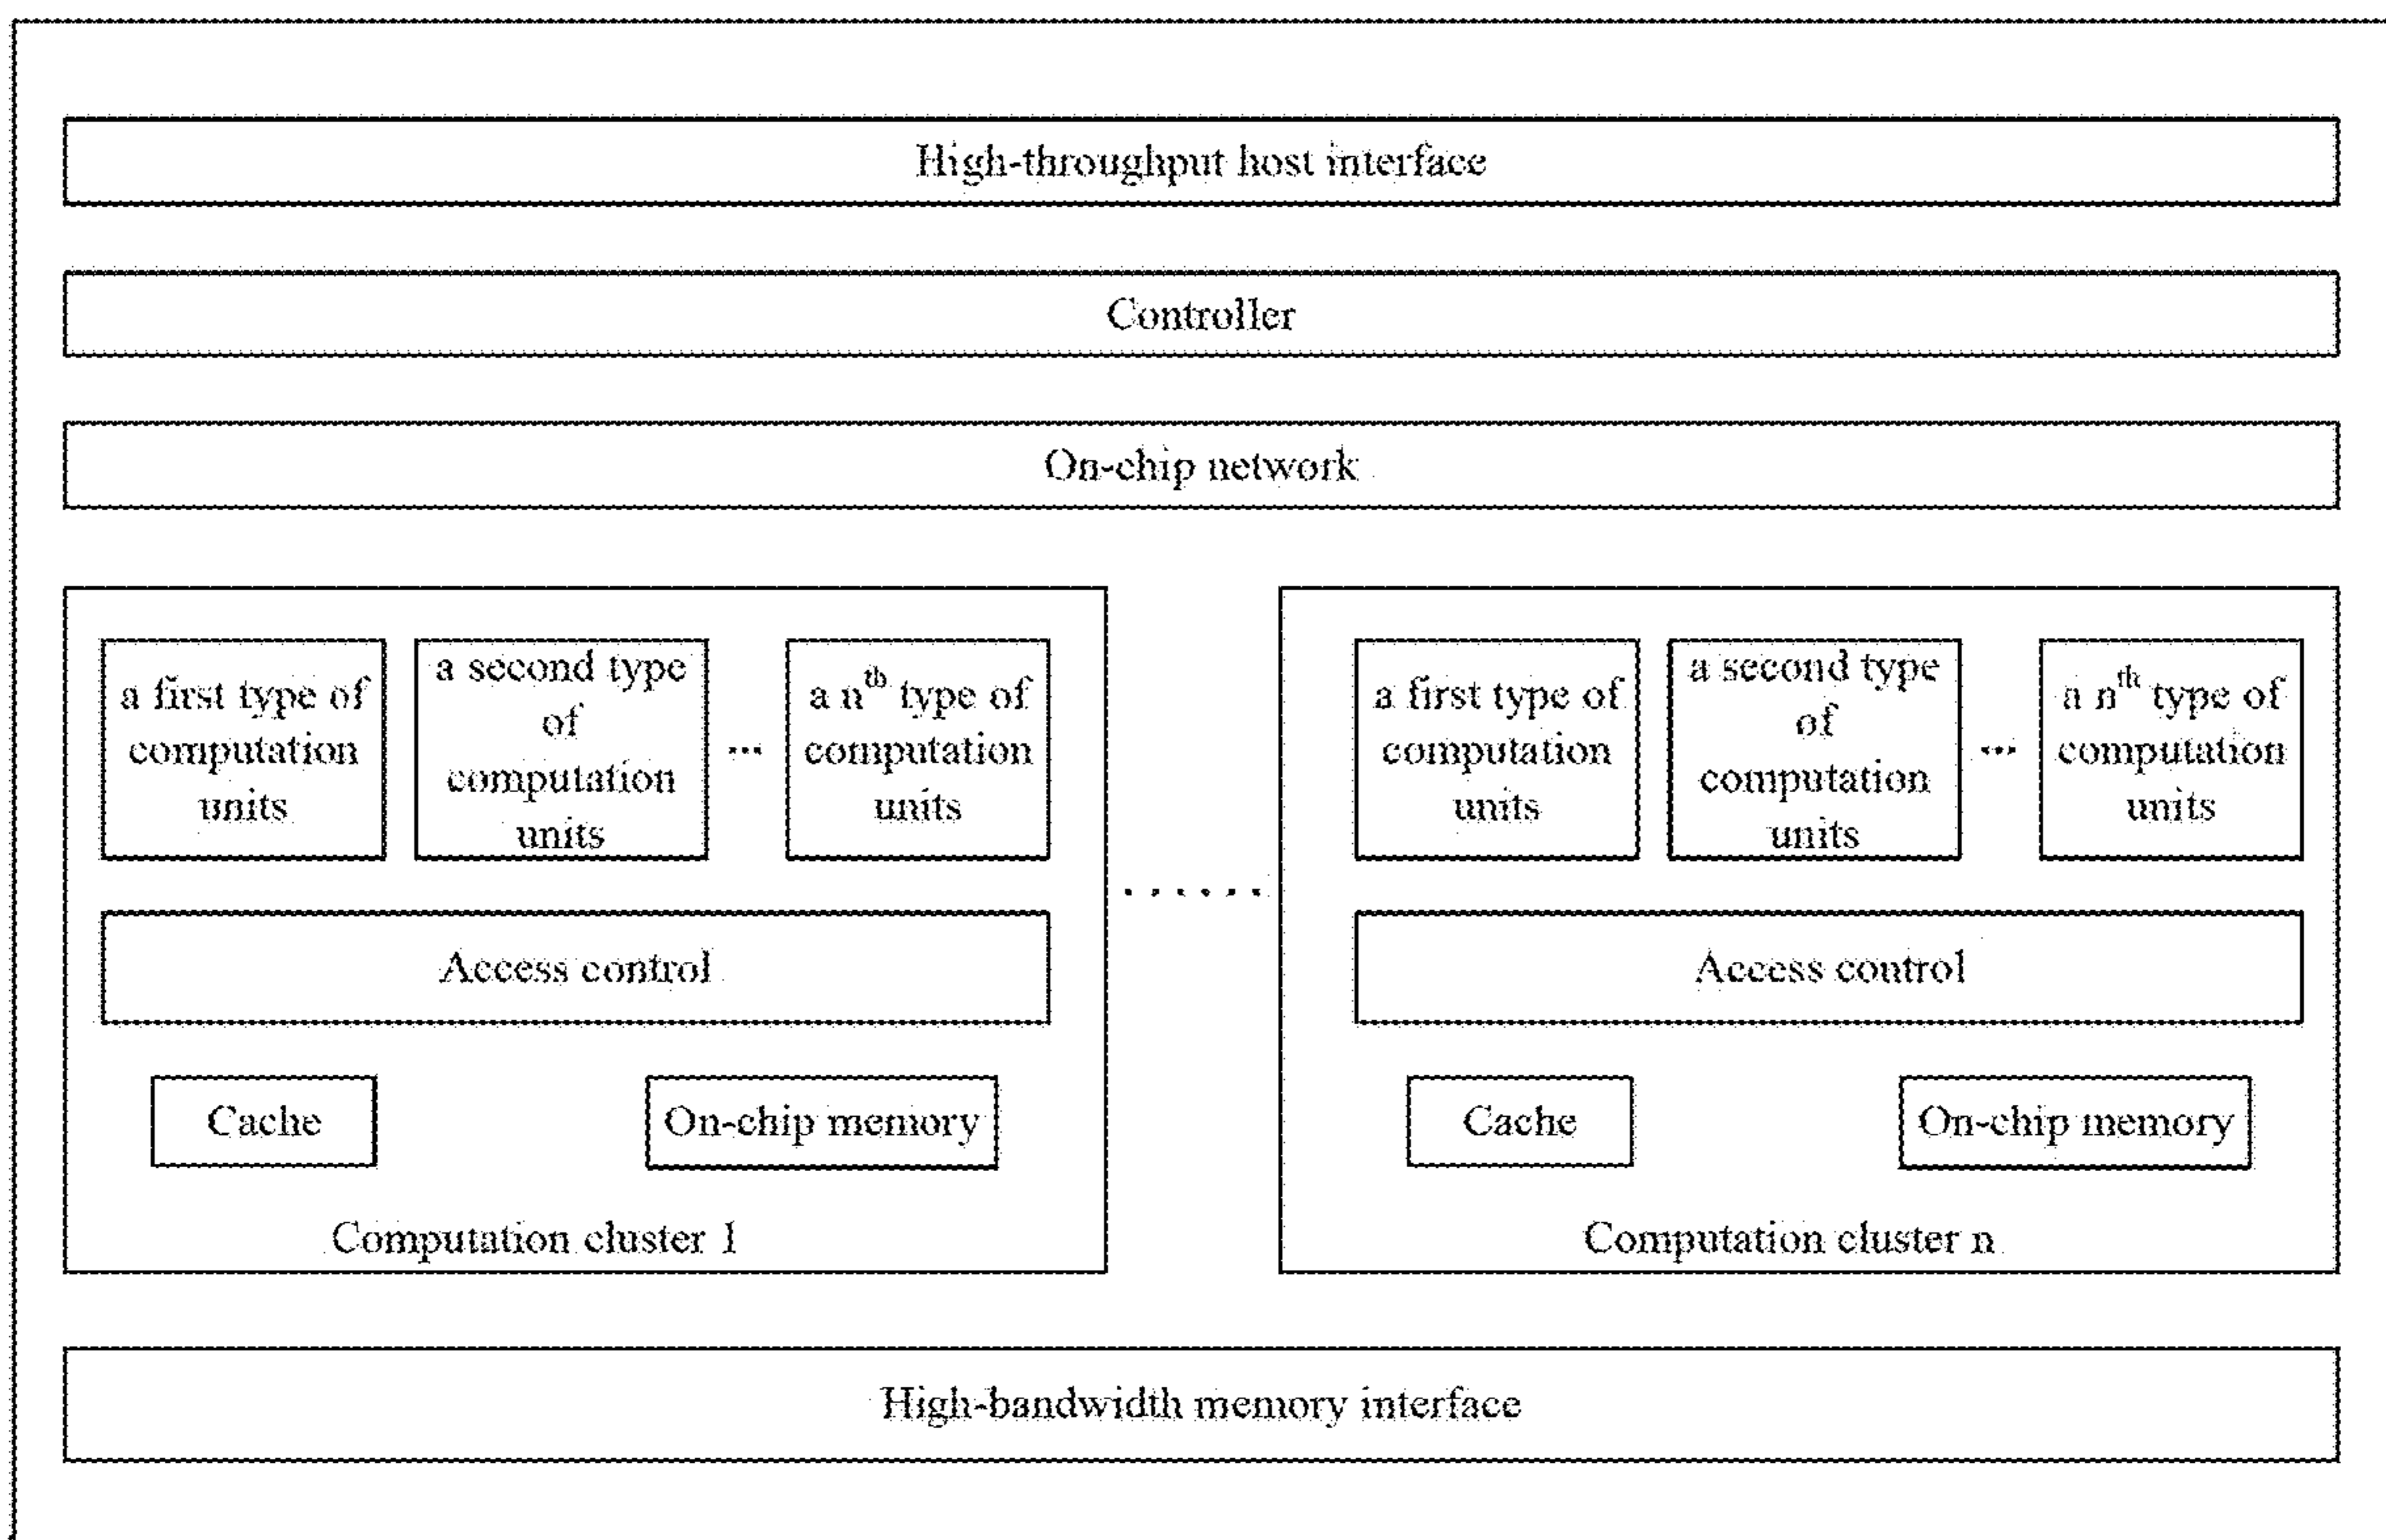 High-throughput host interface
Controller
On-chip network
a first type of
computation
units
a second type
of
computation
units
...
a nth type of
computation
units
Access control
Cache
On-chip memory
Computation cluster 1
......
a first type of
computation
units
a second type
of
computation
units
...
a nth type of
computation
units
Access control
Cache
On-chip memory
Computation cluster n
High-bandwidth memory interface